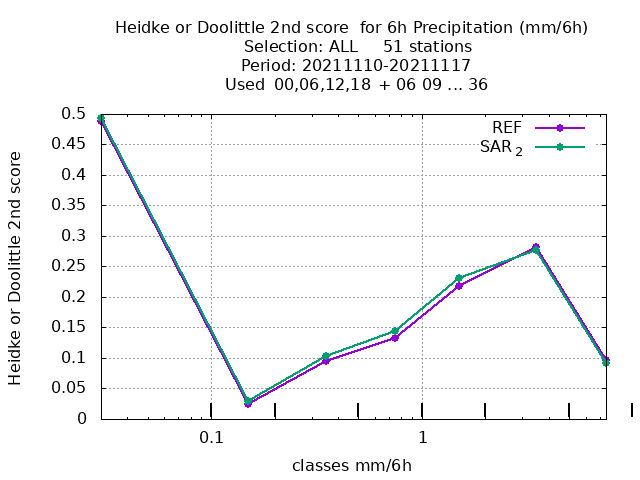 Heidke or Doolittle 2nd score  for 6h Precipitation (mm/6h)
Selection: ALL     51 stations
Period: 20211110-20211117
Used  00,06,12,18  + 06 09 ... 36
Heidke or Doolittle 2nd score
0.5
0.45
0.4
0.35
0.3
0.25
0.2
0.15
0.1
0.05
0
REF
SAR 2
0.1
1
classes mm/6h